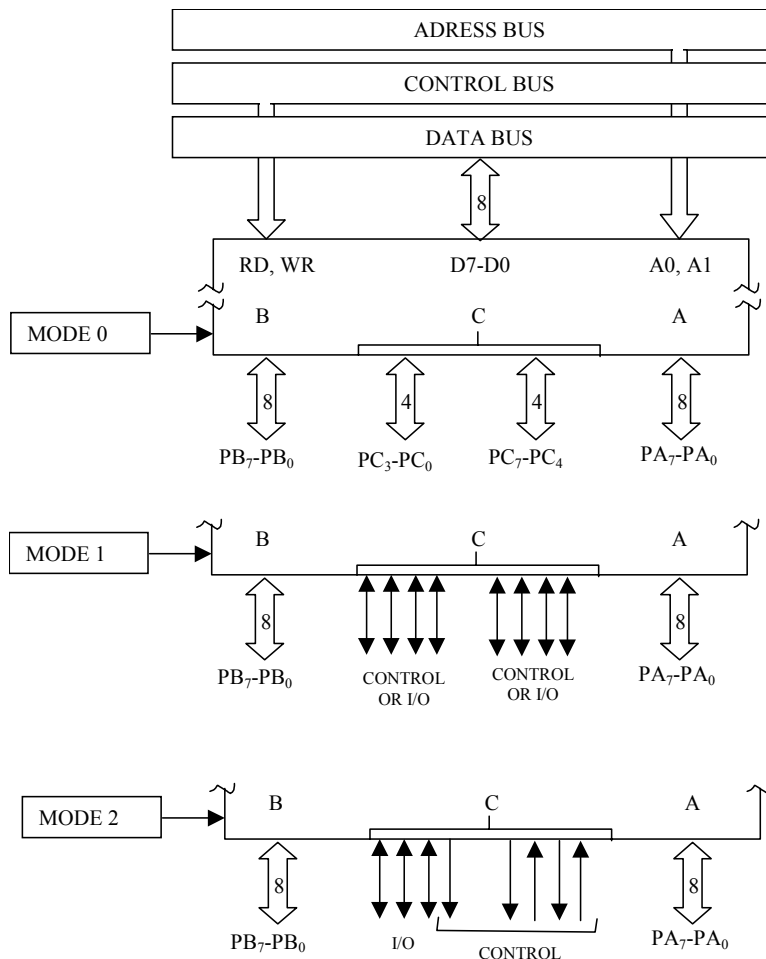 ADRESS BUS
CONTROL BUS
DATA BUS
8
RD, WR D7-D0 A0, A1
B C A
MODE 0
8 4 4 8
PB₇-PB₀ PC₃-PC₀ PC₇-PC₄ PA₇-PA₀
B C A
MODE 1
8 8
PB₇-PB₀ CONTROL OR I/O CONTROL OR I/O PA₇-PA₀
B C A
MODE 2
8 8
PB₇-PB₀ I/O CONTROL PA₇-PA₀